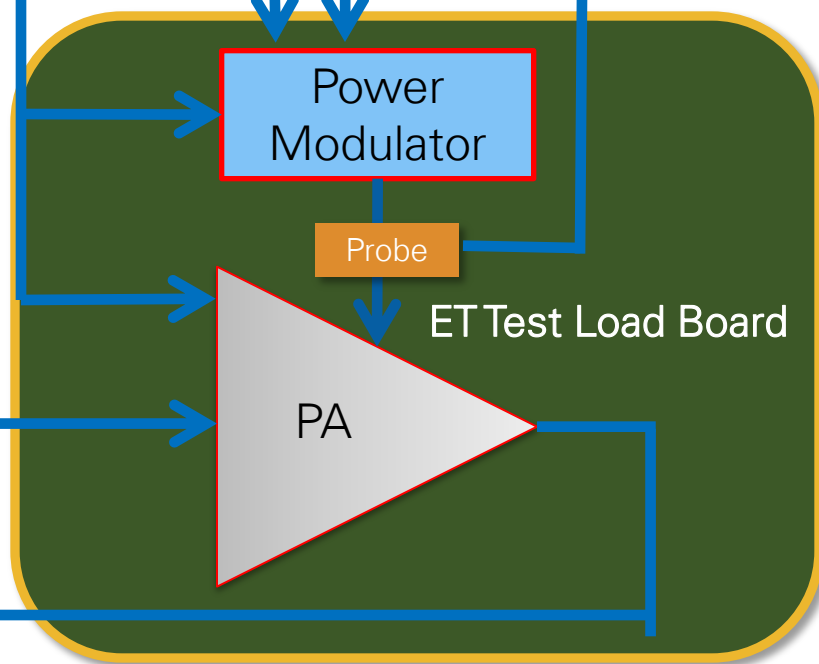 Power
Modulator
Probe
ET Test Load Board
PA